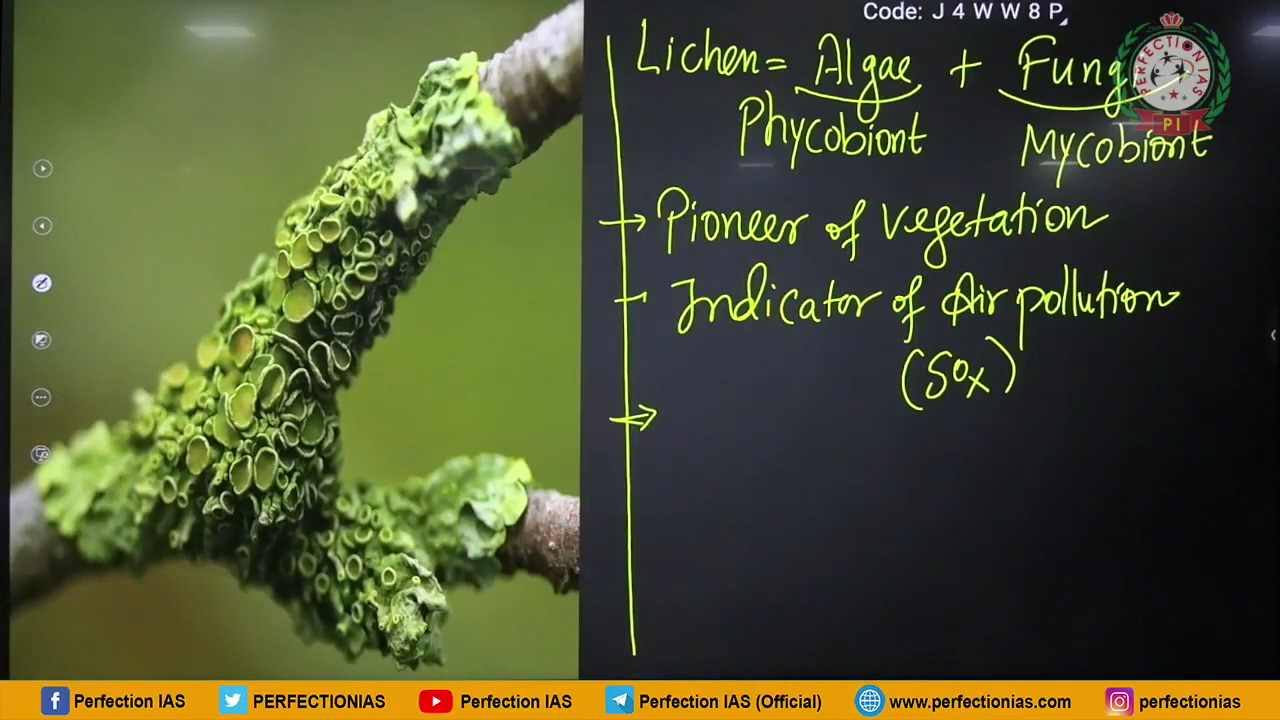 Code: J 4 W W 8 P
Lichen = Algae + Fungi
Phycobiont Mycobiont
→ Pioneer of vegetation
- Indicator of Air pollution
(SOx)
→
PERFECTION IAS
PI
Perfection IAS PERFECTIONIAS Perfection IAS Perfection IAS (Official) www.perfectionias.com perfectionias